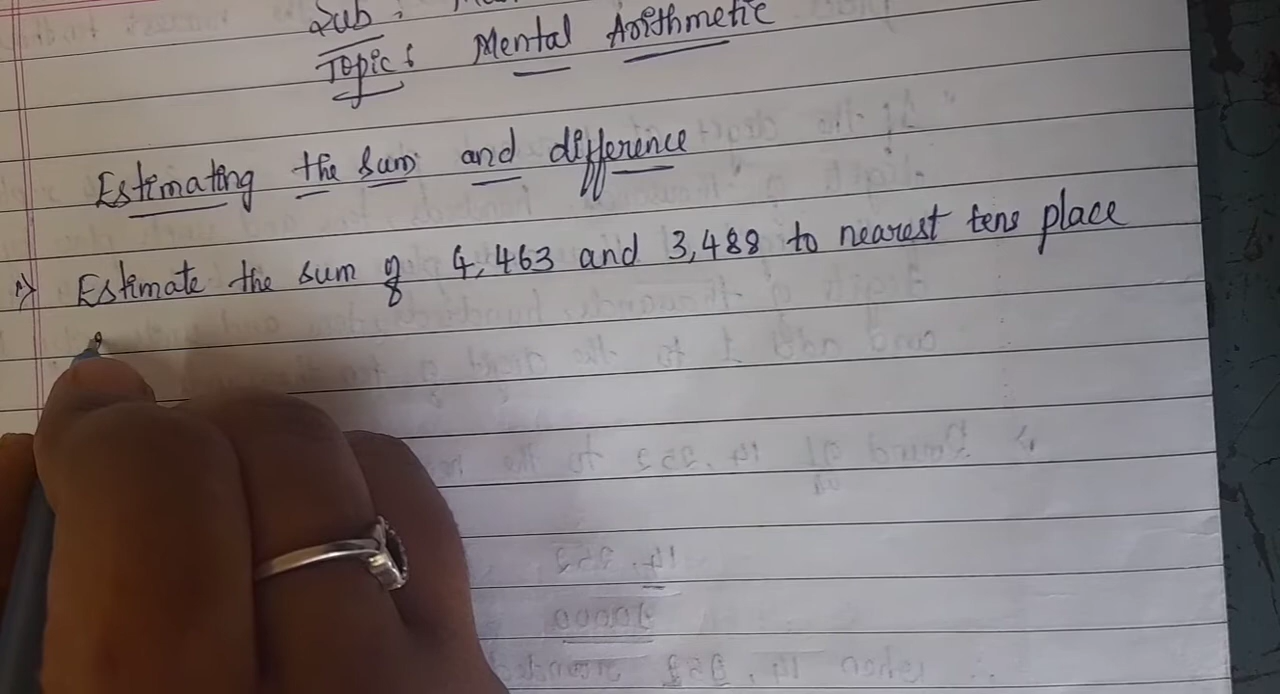 Sub :
Topic : Mental Arithmetic
Estimating the sum and difference
1) Estimate the sum of 4,463 and 3,488 to nearest tens place